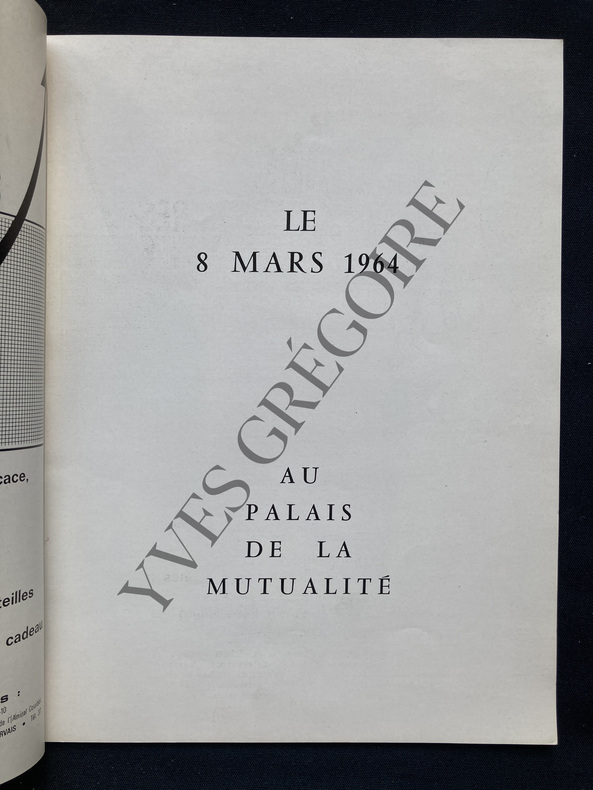 LE
8 MARS 1964
AU
PALAIS
DE LA
MUTUALITÉ
YVES GRÉGOIRE
cace,
teilles
cadeau
s :